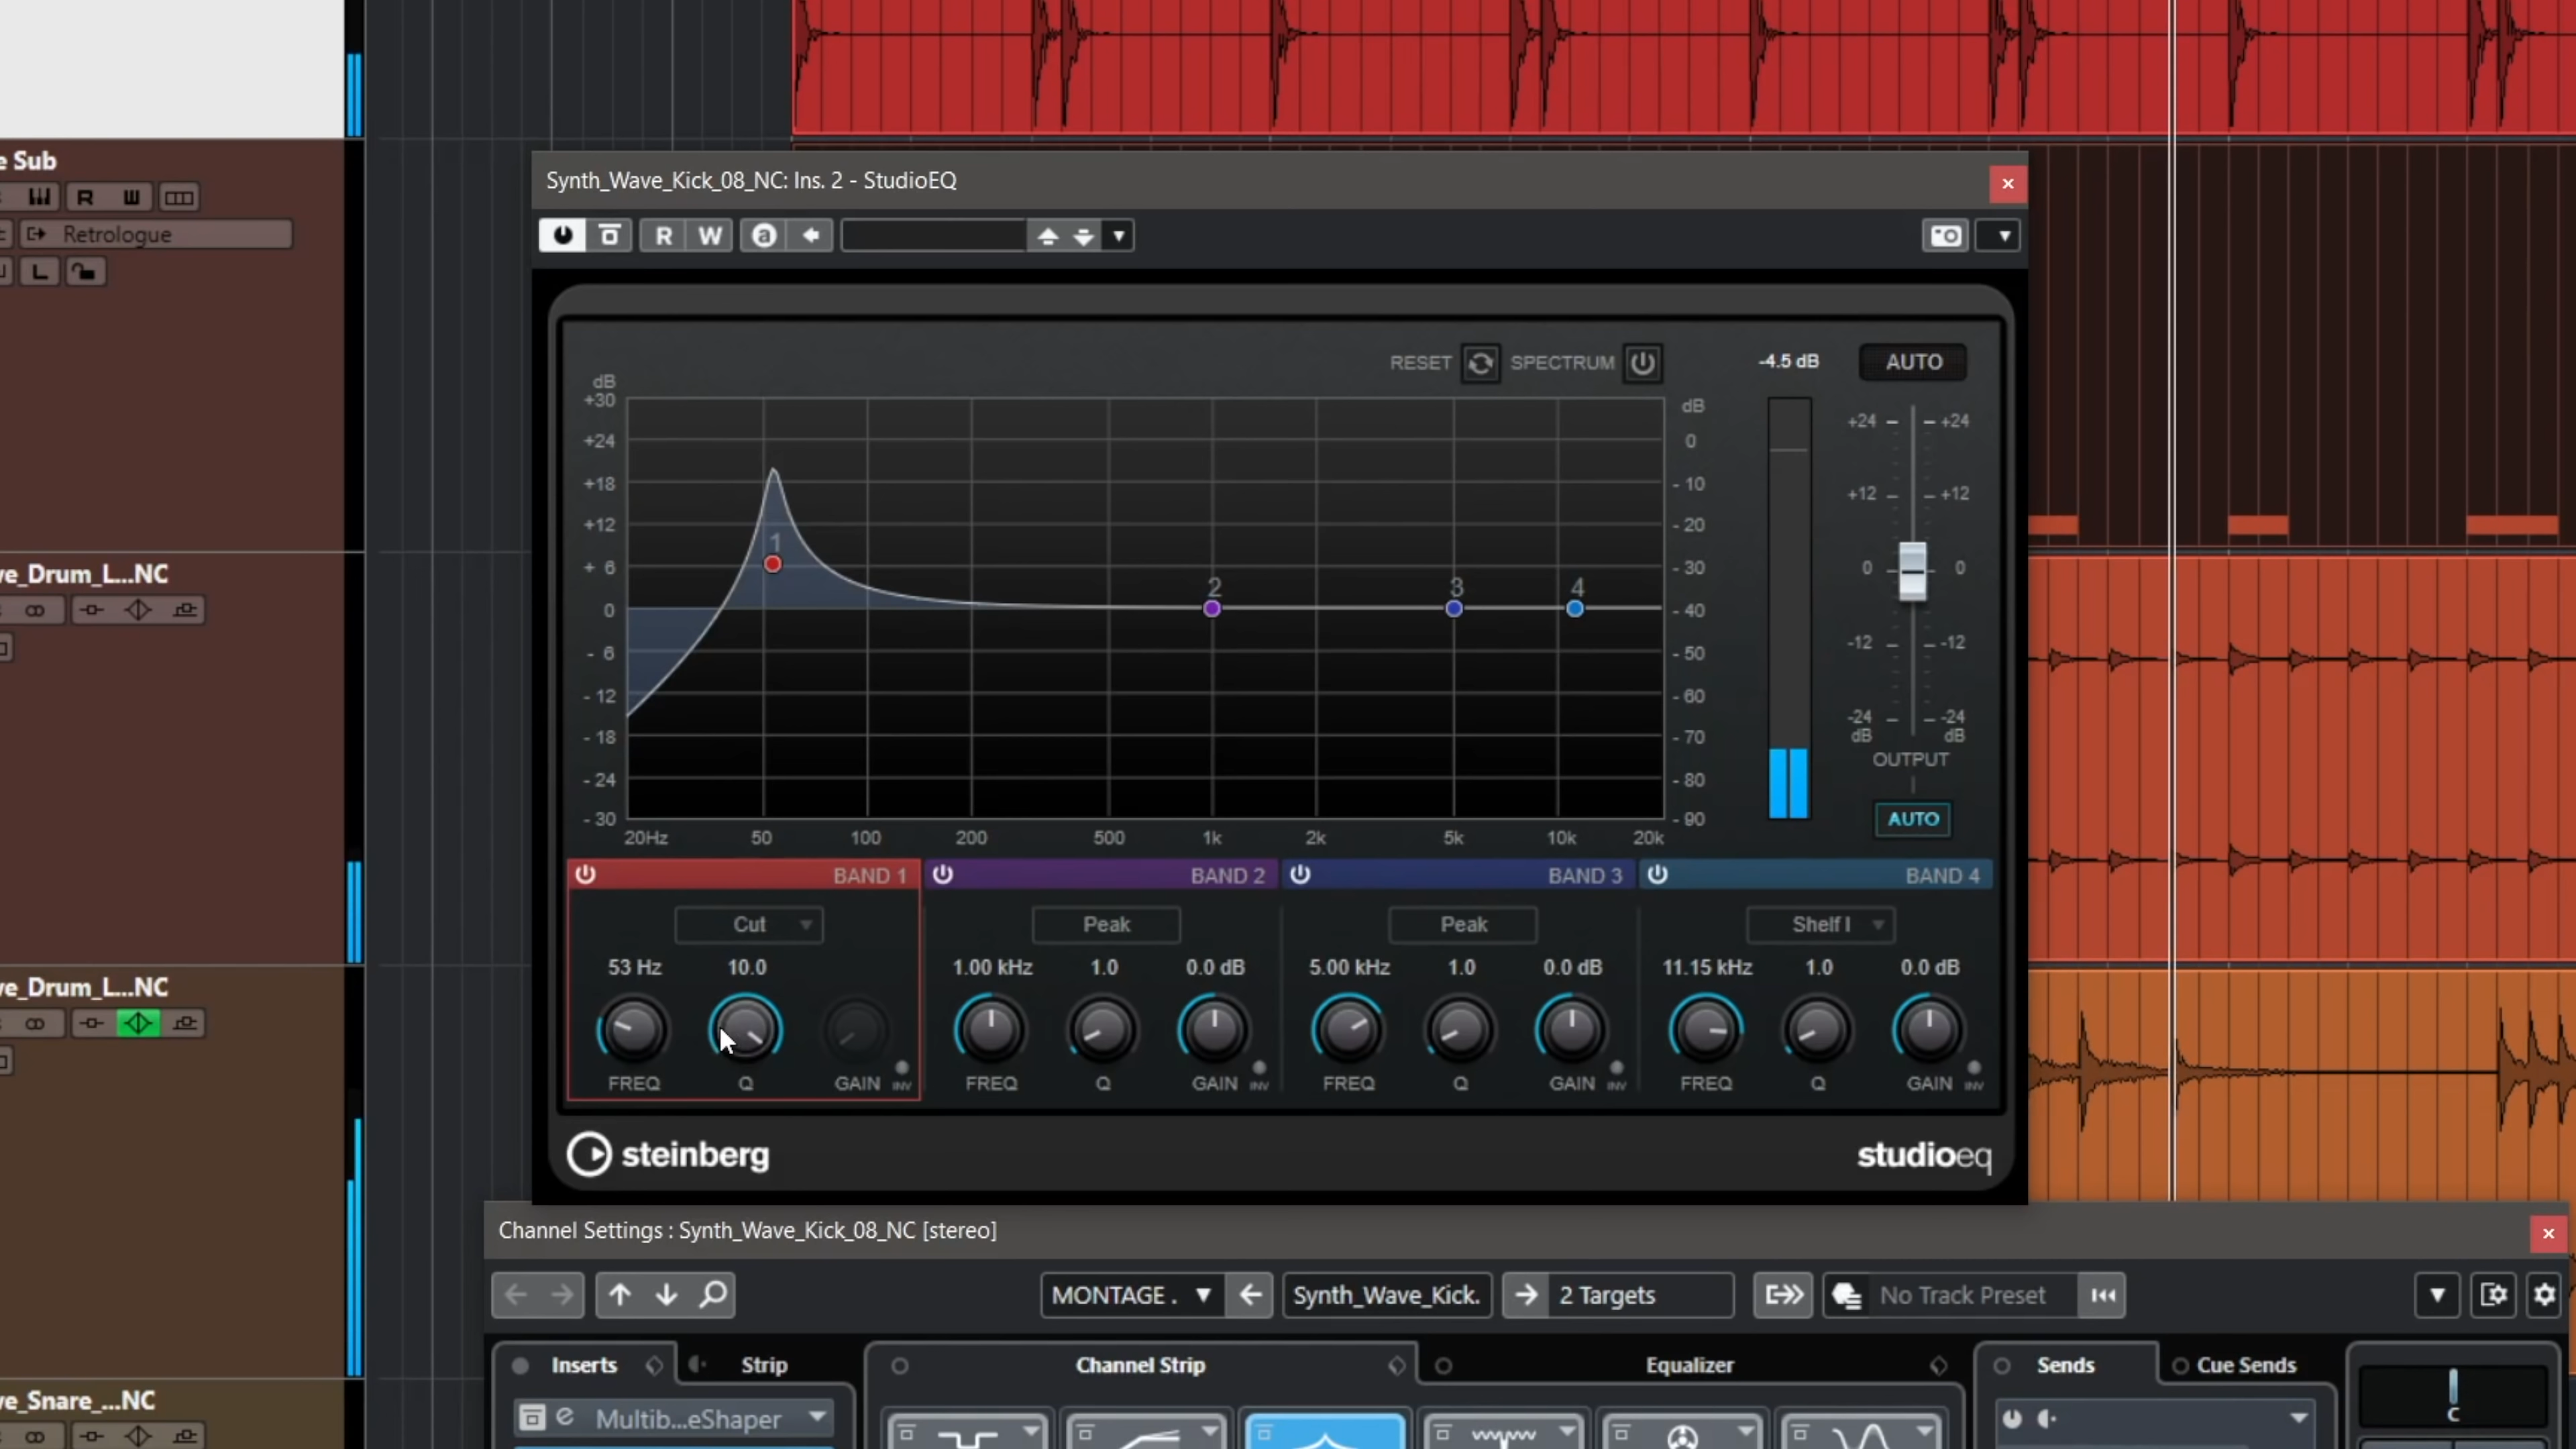 e Sub
R W
Retrologue
L
Synth_Wave_Kick_08_NC: Ins. 2 - StudioEQ
R W a
RESET SPECTRUM -4.5 dB AUTO
dB
+30
+24
+18
+12
+ 6
0
- 6
- 12
- 18
- 24
- 30
1 2 3 4
dB
0
- 10
- 20
- 30
- 40
- 50
- 60
- 70
- 80
- 90
+24 +24
+12 +12
0 0
-12 -12
-24 -24
dB dB
OUTPUT
AUTO
20Hz 50 100 200 500 1k 2k 5k 10k 20k
BAND 1 BAND 2 BAND 3 BAND 4
Cut Peak Peak Shelf I
53 Hz 10.0 1.00 kHz 1.0 0.0 dB 5.00 kHz 1.0 0.0 dB 11.15 kHz 1.0 0.0 dB
FREQ Q GAIN INV FREQ Q GAIN INV FREQ Q GAIN INV FREQ Q GAIN INV
steinberg studioeq
ve_Drum_L...NC
ve_Drum_L...NC
ve_Snare_...NC
Channel Settings : Synth_Wave_Kick_08_NC [stereo]
MONTAGE . Synth_Wave_Kick. 2 Targets No Track Preset
Inserts Strip Channel Strip Equalizer Sends Cue Sends
e Multib...eShaper
C